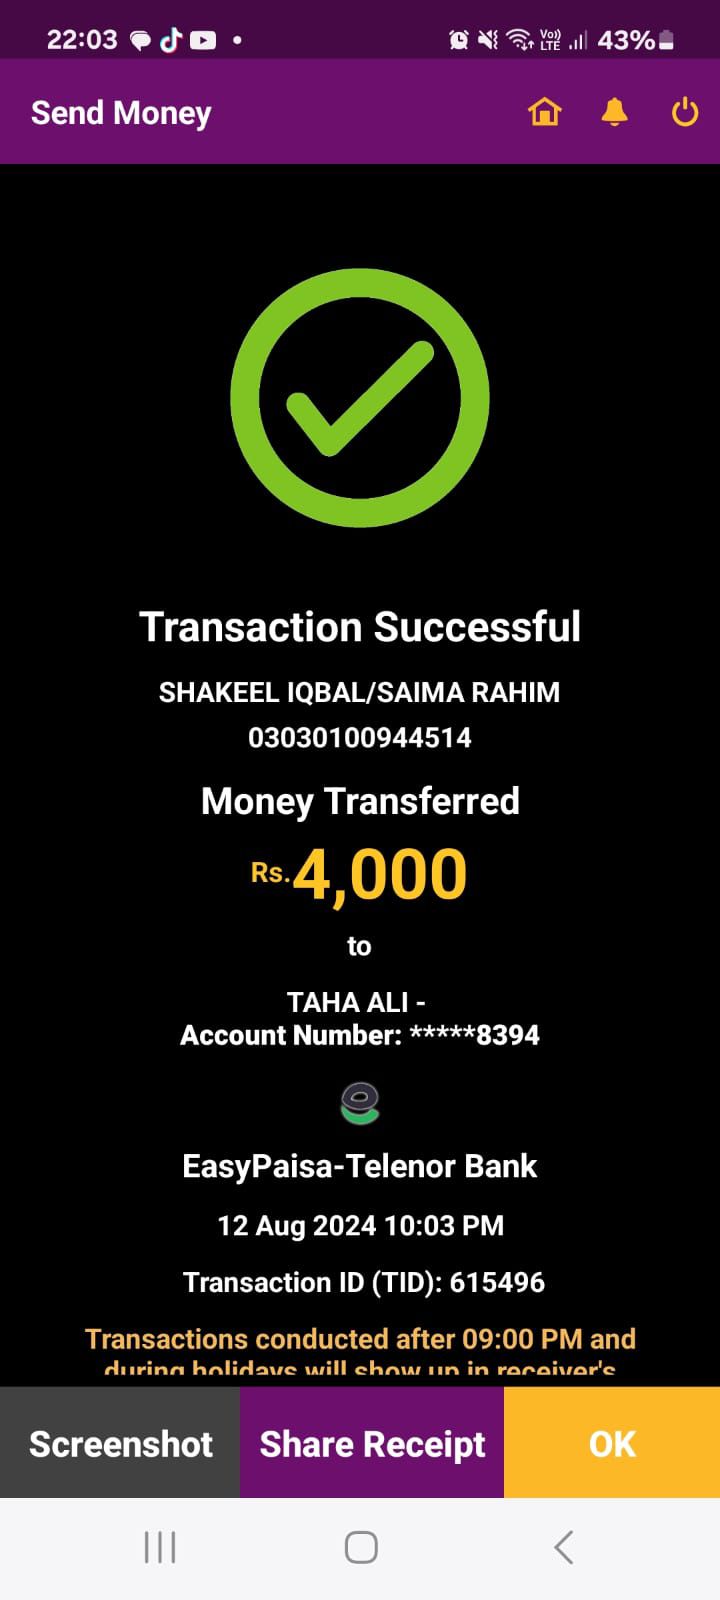 22:03
Vo))
LTE
43%
Send Money
Transaction Successful
SHAKEEL IQBAL/SAIMA RAHIM
03030100944514
Money Transferred
Rs.4,000
to
TAHA ALI -
Account Number: *****8394
EasyPaisa-Telenor Bank
12 Aug 2024 10:03 PM
Transaction ID (TID): 615496
Transactions conducted after 09:00 PM and
during holidays will show up in receiver's
Screenshot
Share Receipt
OK